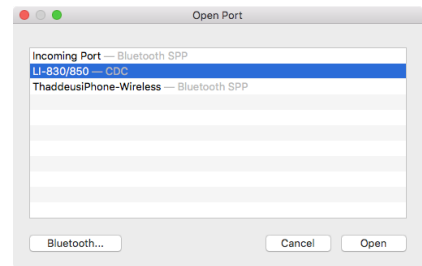 Open Port
Incoming Port — Bluetooth SPP
LI-830/850 — CDC
ThaddeusiPhone-Wireless — Bluetooth SPP
Bluetooth... Cancel Open